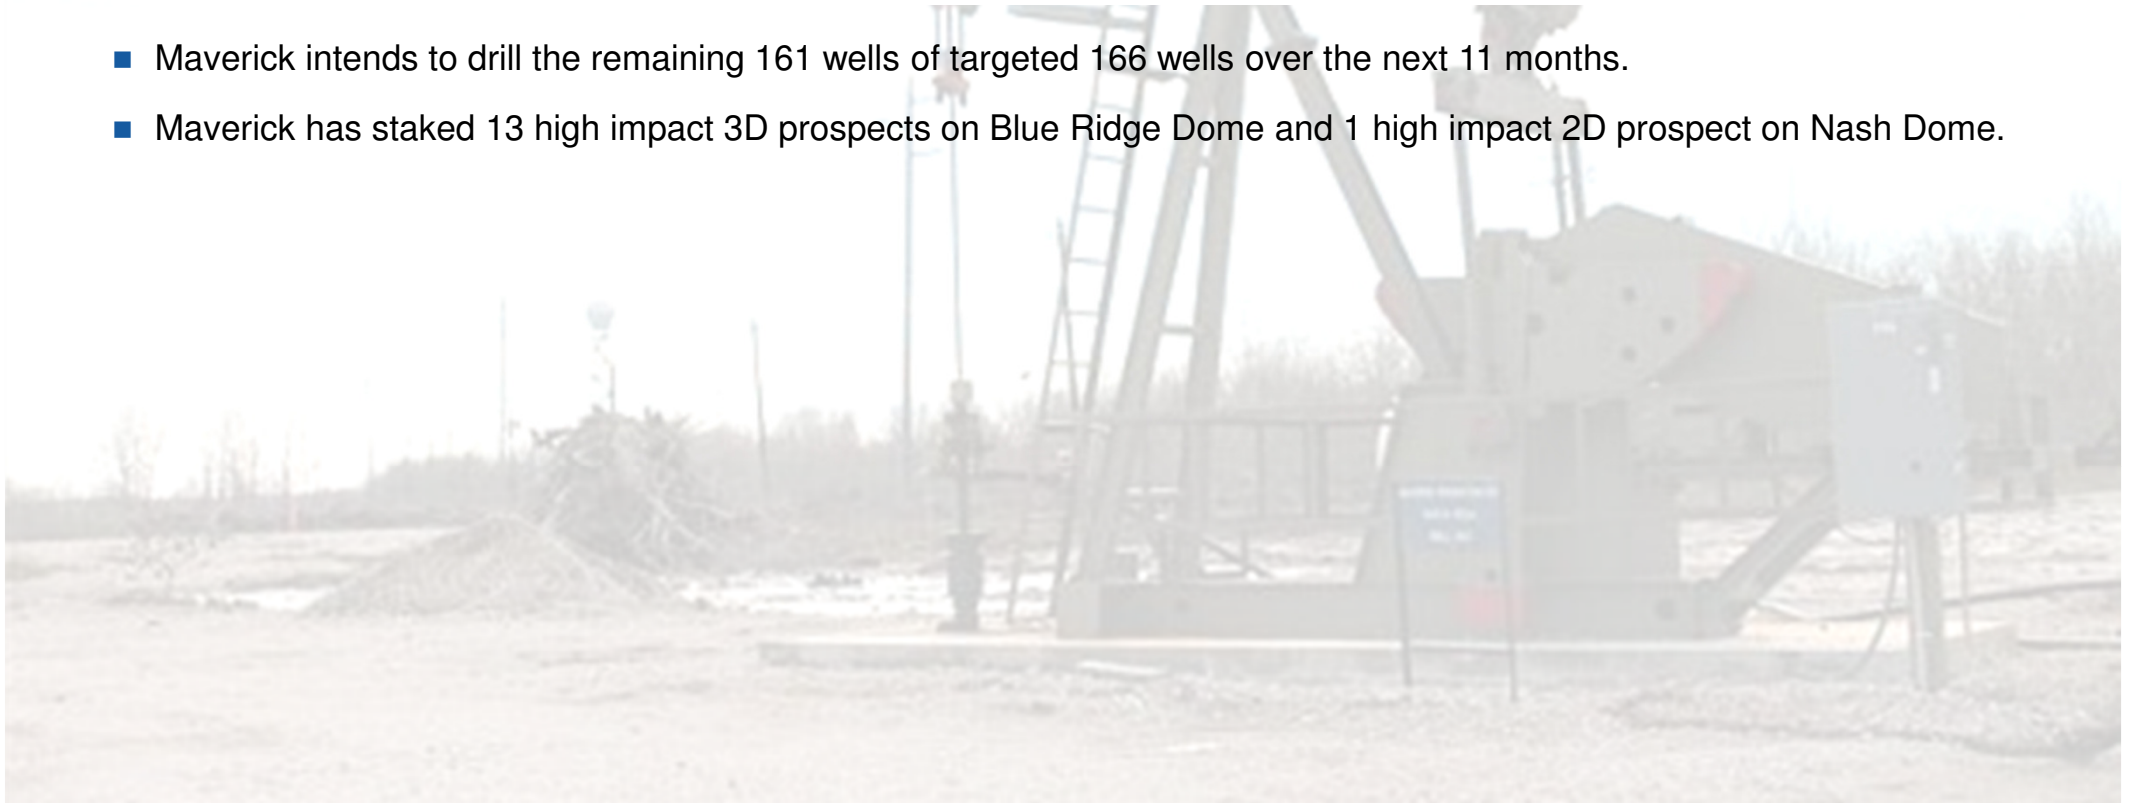 Maverick intends to drill the remaining 161 wells of targeted 166 wells over the next 11 months.
Maverick has staked 13 high impact 3D prospects on Blue Ridge Dome and 1 high impact 2D prospect on Nash Dome.